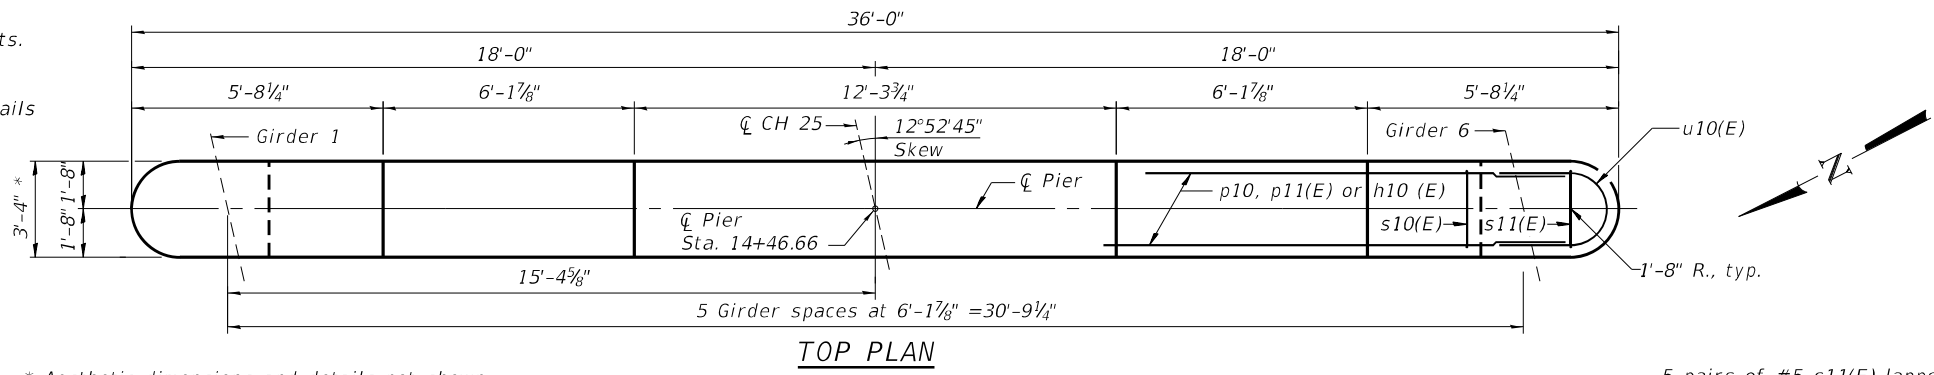 36'-0"
ts.
18'-0"
18'-0"
ails
5'-8¼"
6'-1⅞"
12'-3¾"
6'-1⅞"
5'-8¼"
Girder 1
℄ CH 25
12°52'45"
Skew
Girder 6
u10(E)
3'-4" *
1'-8"
1'-8"
℄ Pier
p10, p11(E) or h10 (E)
N
℄ Pier
Sta. 14+46.66
s10(E)
s11(E)
1'-8" R., typ.
15'-4⅝"
5 Girder spaces at 6'-1⅞" =30'-9¼"
TOP PLAN